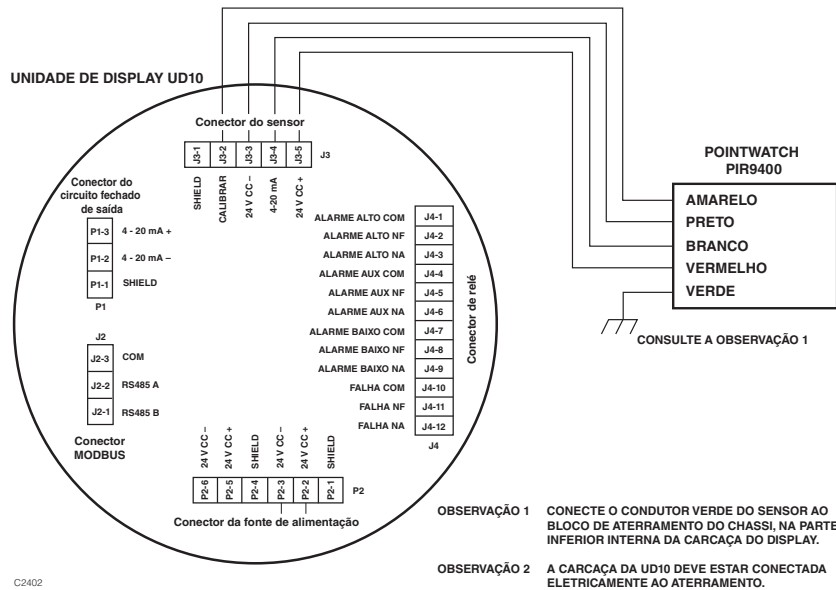 UNIDADE DE DISPLAY UD10
Conector do sensor
J3-1
J3-2
J3-3
J3-4
J3-5
J3
SHIELD
CALIBRAR
24 V CC –
4-20 mA
24 V CC +
Conector do
circuito fechado
de saída
P1-3 4 - 20 mA +
P1-2 4 - 20 mA –
P1-1 SHIELD
P1
J2
J2-3 COM
J2-2 RS485 A
J2-1 RS485 B
Conector
MODBUS
ALARME ALTO COM J4-1
ALARME ALTO NF J4-2
ALARME ALTO NA J4-3
ALARME AUX COM J4-4
ALARME AUX NF J4-5
ALARME AUX NA J4-6
ALARME BAIXO COM J4-7
ALARME BAIXO NF J4-8
ALARME BAIXO NA J4-9
FALHA COM J4-10
FALHA NF J4-11
FALHA NA J4-12
J4
Conector de relé
24 V CC –
24 V CC +
SHIELD
24 V CC –
24 V CC +
SHIELD
P2-6
P2-5
P2-4
P2-3
P2-2
P2-1
P2
Conector da fonte de alimentação
POINTWATCH
PIR9400
AMARELO
PRETO
BRANCO
VERMELHO
VERDE
CONSULTE A OBSERVAÇÃO 1
OBSERVAÇÃO 1 CONECTE O CONDUTOR VERDE DO SENSOR AO
BLOCO DE ATERRAMENTO DO CHASSI, NA PARTE
INFERIOR INTERNA DA CARCAÇA DO DISPLAY.
OBSERVAÇÃO 2 A CARCAÇA DA UD10 DEVE ESTAR CONECTADA
ELETRICAMENTE AO ATERRAMENTO.
C2402